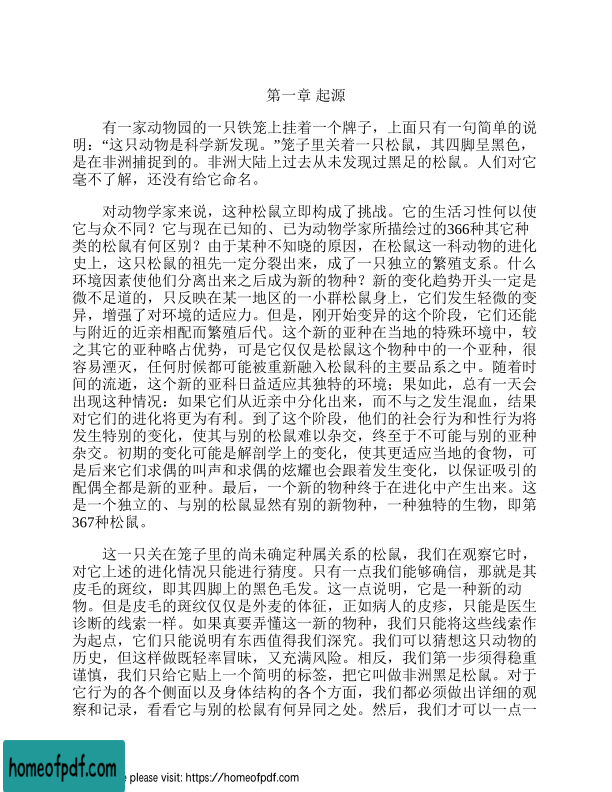 第一章 起源
有一家动物园的一只铁笼上挂着一个牌子，上面只有一句简单的说
明：“这只动物是科学新发现。”笼子里关着一只松鼠，其四脚呈黑色，
是在非洲捕捉到的。非洲大陆上过去从未发现过黑足的松鼠。人们对它
毫不了解，还没有给它命名。
对动物学家来说，这种松鼠立即构成了挑战。它的生活习性何以使
它与众不同？它与现在已知的、已为动物学家所描绘过的366种其它种
类的松鼠有何区别？由于某种不知晓的原因，在松鼠这一科动物的进化
史上，这只松鼠的祖先一定分裂出来，成了一只独立的繁殖支系。什么
环境因素使他们分离出来之后成为新的物种？新的变化趋势开头一定是
微不足道的，只反映在某一地区的一小群松鼠身上，它们发生轻微的变
异，增强了对环境的适应力。但是，刚开始变异的这个阶段，它们还能
与附近的近亲相配而繁殖后代。这个新的亚种在当地的特殊环境中，较
之其它的亚种略占优势，可是它仅仅是松鼠这个物种中的一个亚种，很
容易湮灭，任何肘候都可能被重新融入松鼠科的主要品系之中。随着时
间的流逝，这个新的亚科日益适应其独特的环境；果如此，总有一天会
出现这种情况：如果它们从近亲中分化出来，而不与之发生混血，结果
对它们的进化将更为有利。到了这个阶段，他们的社会行为和性行为将
发生特别的变化，使其与别的松鼠难以杂交，终至于不可能与别的亚种
杂交。初期的变化可能是解剖学上的变化，使其更适应当地的食物，可
是后来它们求偶的叫声和求偶的炫耀也会跟着发生变化，以保证吸引的
配偶全都是新的亚种。最后，一个新的物种终于在进化中产生出来。这
是一个独立的、与别的松鼠显然有别的新物种，一种独特的生物，即第
367种松鼠。
这一只关在笼子里的尚未确定种属关系的松鼠，我们在观察它时，
对它上述的进化情况只能进行猜度。只有一点我们能够确信，那就是其
皮毛的斑纹，即其四脚上的黑色毛发。这一点说明，它是一种新的动
物。但是皮毛的斑纹仅仅是外麦的体征，正如病人的皮疹，只能是医生
诊断的线索一样。如果真要弄懂这一新的物种，我们只能将这些线索作
为起点，它们只能说明有东西值得我们深究。我们可以猜想这只动物的
历史，但这样做既轻率冒昧，又充满风险。相反，我们第一步须得稳重
谨慎，我们只给它贴上一个简明的标签，把它叫做非洲黑足松鼠。对于
它行为的各个侧面以及身体结构的各个方面，我们都必须做出详细的观
察和记录，看看它与别的松鼠有何异同之处。然后，我们才可以一点一
homeofpdf.com
e please visit: https://homeofpdf.com